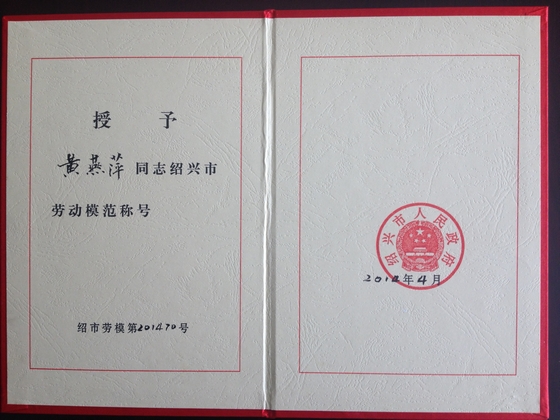 授 予
黄燕萍 同志绍兴市
劳动模范称号
绍市劳模第201470号
绍兴市人民政府
年4月